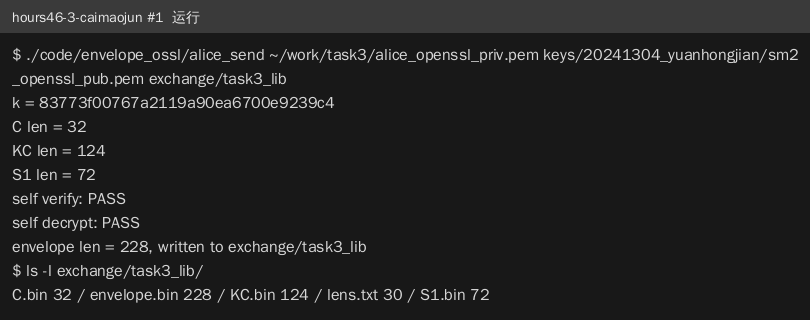 hours46-3-caimaojun #1 运行
$ ./code/envelope_ossl/alice_send ~/work/task3/alice_openssl_priv.pem keys/20241304_yuanhongjian/sm2
_openssl_pub.pem exchange/task3_lib
k = 83773f00767a2119a90ea6700e9239c4
C len = 32
KC len = 124
S1 len = 72
self verify: PASS
self decrypt: PASS
envelope len = 228, written to exchange/task3_lib
$ ls -l exchange/task3_lib/
C.bin 32 / envelope.bin 228 / KC.bin 124 / lens.txt 30 / S1.bin 72